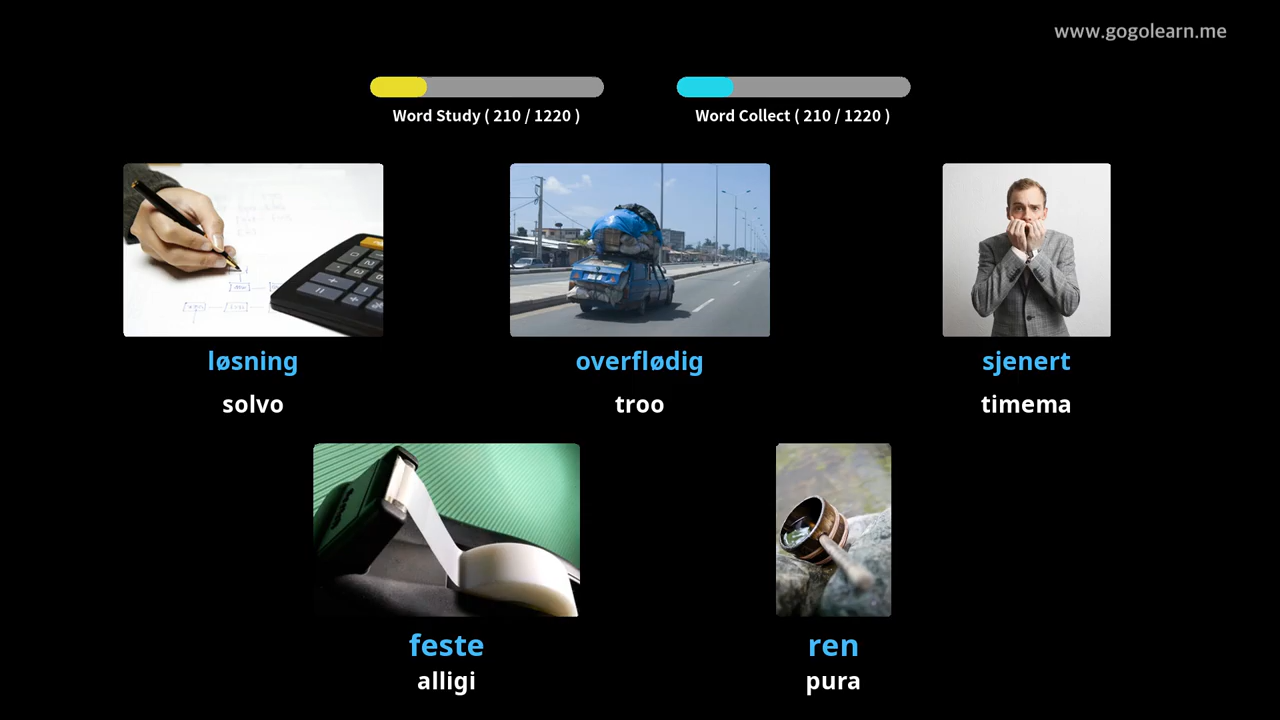 www.gogolearn.me
Word Study ( 210 / 1220 )
Word Collect ( 210 / 1220 )
løsning
overflødig
sjenert
solvo
troo
timema
feste
ren
alligi
pura